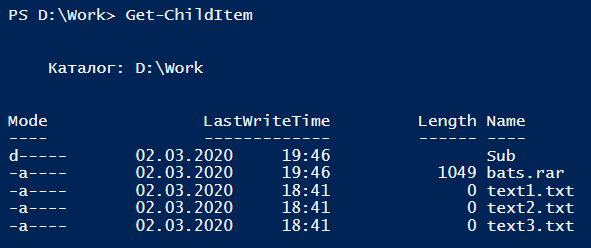 PS D:\Work> Get-ChildItem
Каталог: D:\Work
Mode LastWriteTime Length Name
---- ------------- ------ ----
d----- 02.03.2020 19:46 Sub
-a---- 02.03.2020 19:46 1049 bats.rar
-a---- 02.03.2020 18:41 0 text1.txt
-a---- 02.03.2020 18:41 0 text2.txt
-a---- 02.03.2020 18:41 0 text3.txt